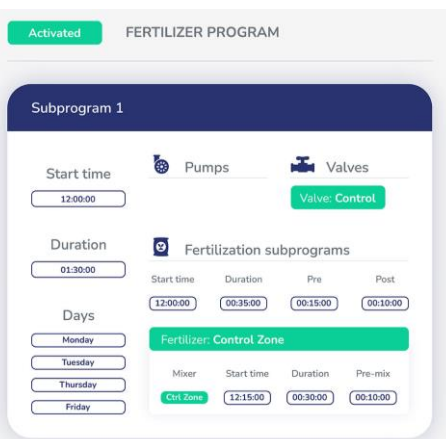 Activated FERTILIZER PROGRAM
Subprogram 1
Start time
12:00:00
Duration
01:30:00
Days
Monday
Tuesday
Thursday
Friday
Pumps
Valves
Valve: Control
Fertilization subprograms
Start time Duration Pre Post
12:00:00 00:35:00 00:15:00 00:10:00
Fertilizer: Control Zone
Mixer Start time Duration Pre-mix
Ctrl Zone 12:15:00 00:30:00 00:10:00